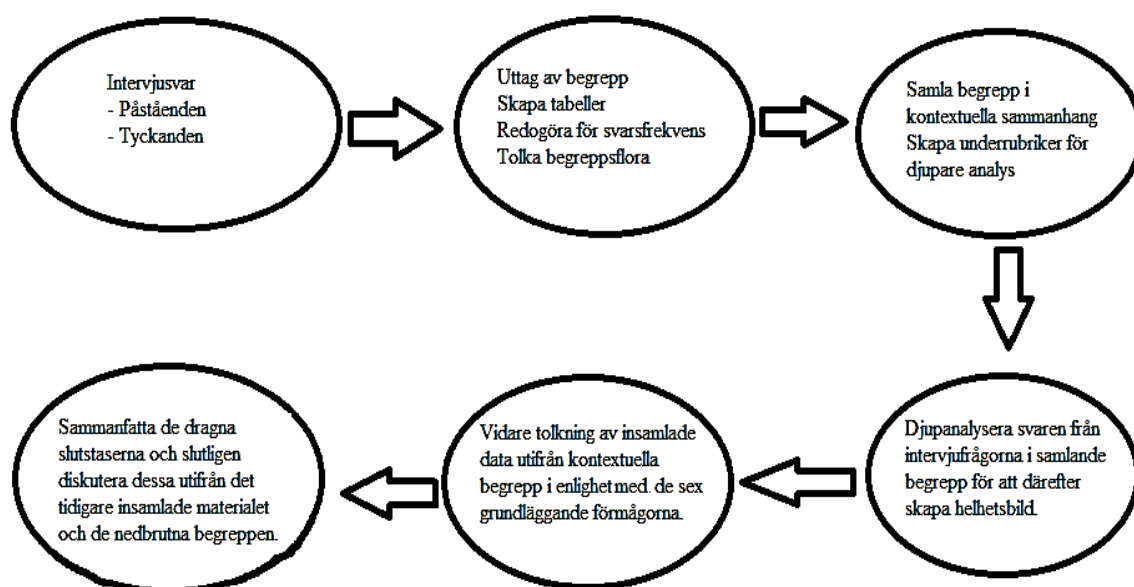 Intervjusvar
- Påståenden
- Tyckanden
Uttag av begrepp
Skapa tabeller
Redogöra för svarsfrekvens
Tolka begreppsflora
Samla begrepp i
kontextuella sammanhang
Skapa underrubriker för
djupare analys
Djupanalysera svaren från
intervjufrågorna i samlande
begrepp för att därefter
skapa helhetsbild.
Vidare tolkning av insamlade
data utifrån kontextuella
begrepp i enlighet med. de sex
grundläggande förmågorna.
Sammanfatta de dragna
slutstaserna och slutligen
diskutera dessa utifrån det
tidigare insamlade materialet
och de nedbrutna begreppen.